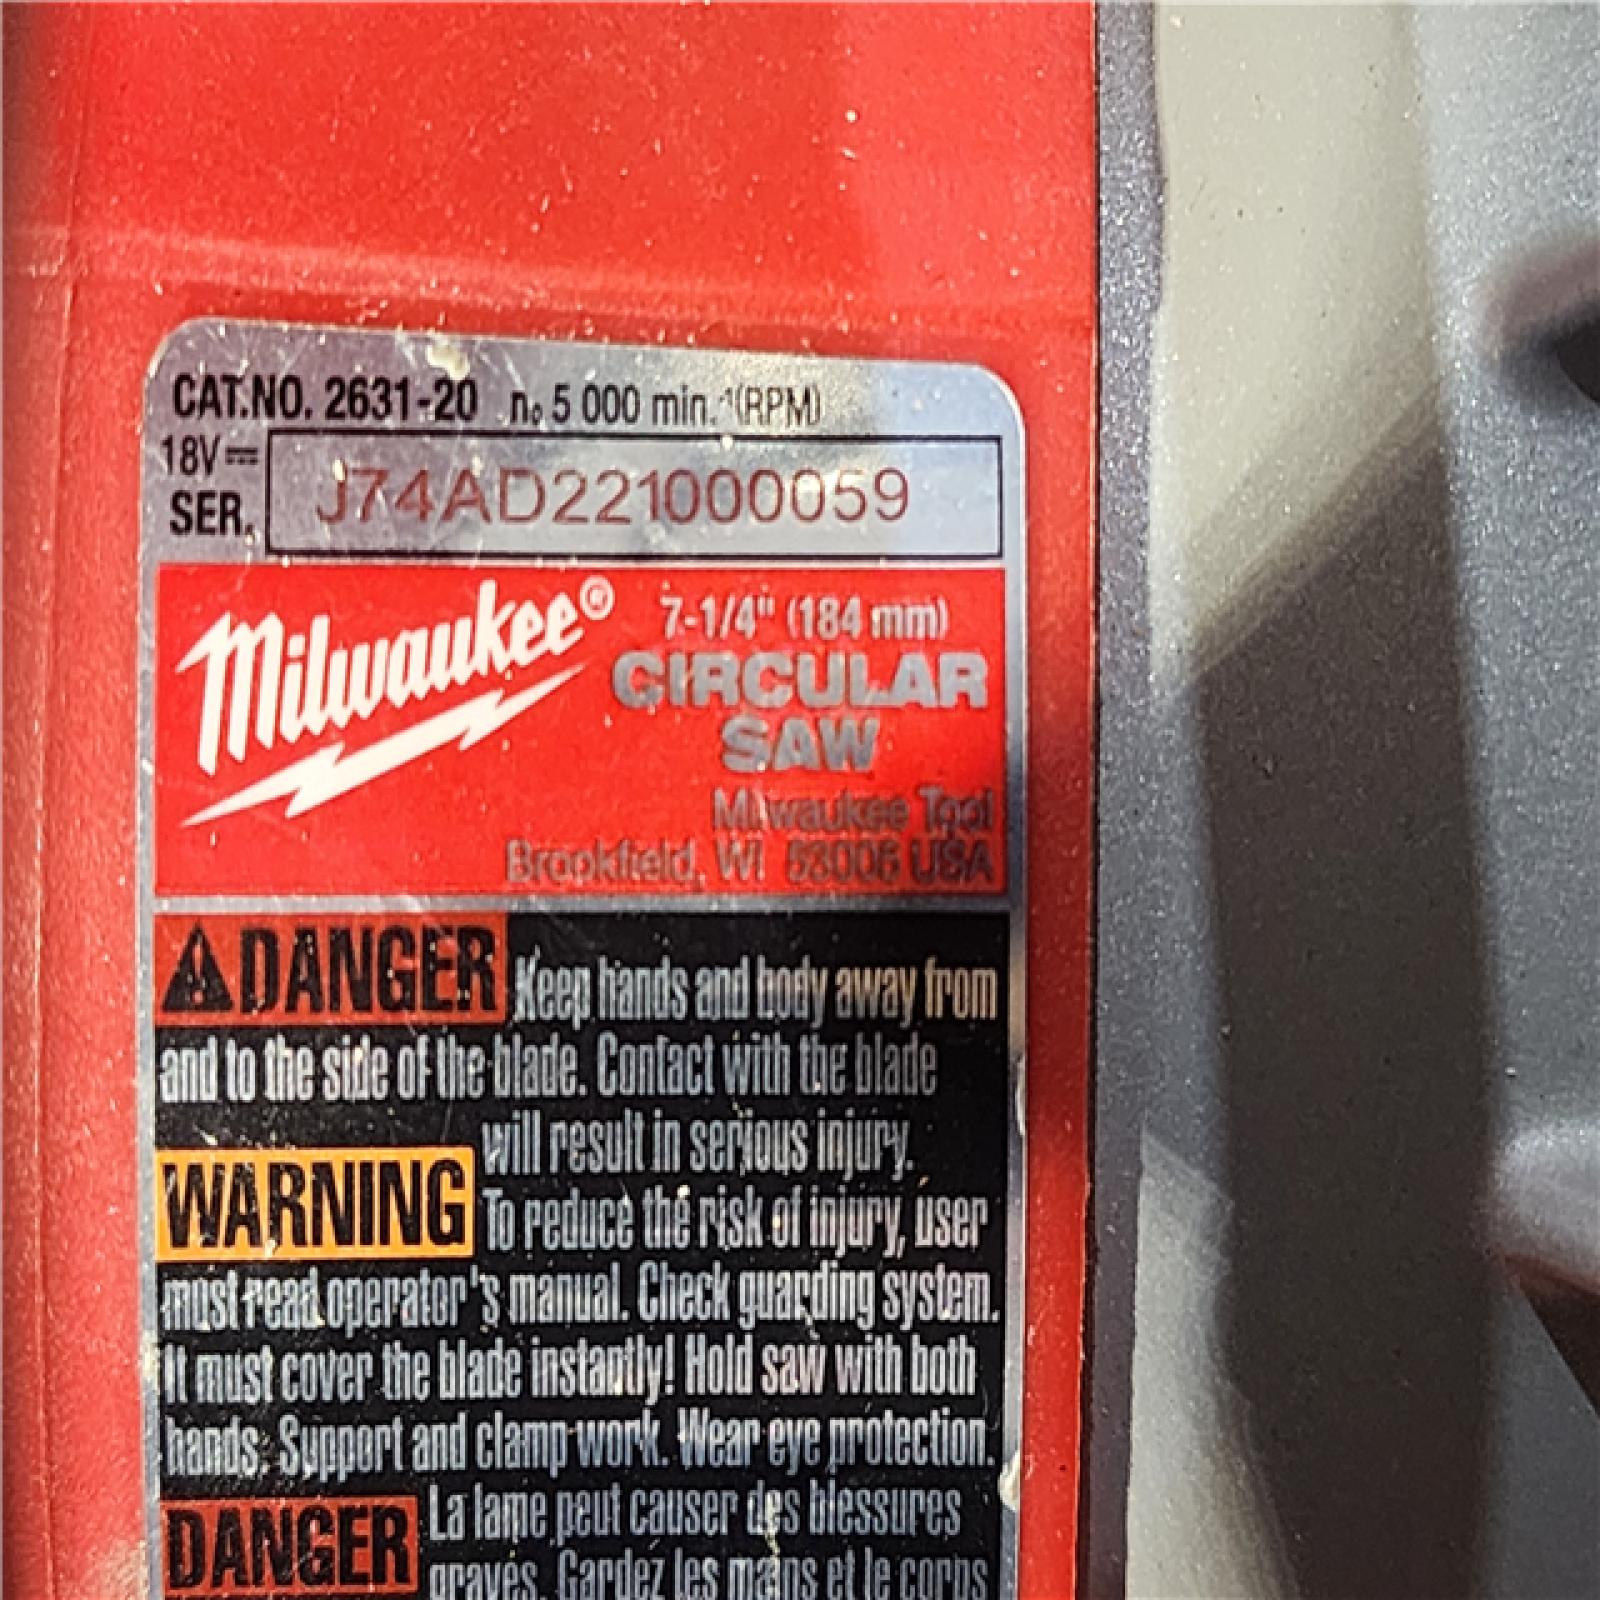 CAT.NO. 2631-20 n₀ 5 000 min.⁻¹(RPM)
18V⎓
SER. J74AD221000059
Milwaukee®
7-1/4" (184 mm)
CIRCULAR
SAW
Milwaukee Tool
Brookfield, WI 53006 USA
⚠DANGER Keep hands and body away from
and to the side of the blade. Contact with the blade
will result in serious injury.
WARNING To reduce the risk of injury, user
must read operator's manual. Check guarding system.
It must cover the blade instantly! Hold saw with both
hands. Support and clamp work. Wear eye protection.
DANGER La lame peut causer des blessures
graves. Gardez les mains et le corps